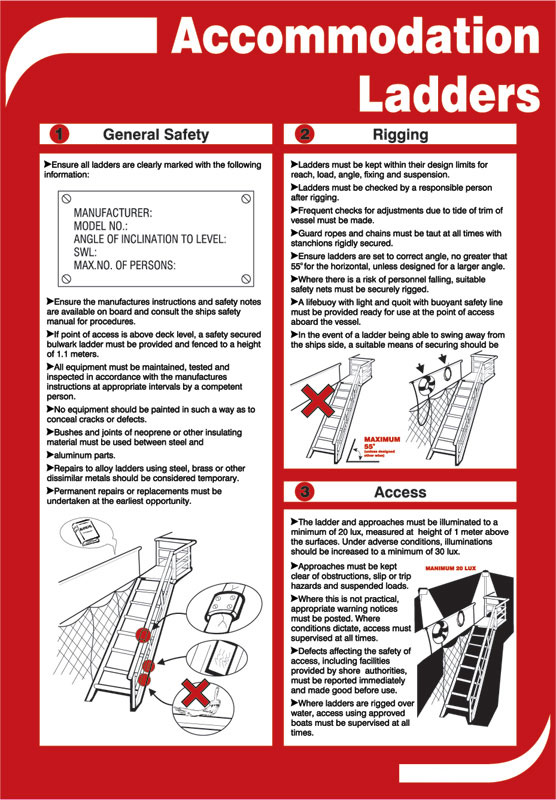 Accommodation
Ladders
1 General Safety
➤Ensure all ladders are clearly marked with the following
information:
MANUFACTURER:
MODEL NO.:
ANGLE OF INCLINATION TO LEVEL:
SWL:
MAX.NO. OF PERSONS:
➤Ensure the manufactures instructions and safety notes
are available on board and consult the ships safety
manual for procedures.
➤If point of access is above deck level, a safety secured
bulwark ladder must be provided and fenced to a height
of 1.1 meters.
➤All equipment must be maintained, tested and
inspected in accordance with the manufactures
instructions at appropriate intervals by a competent
person.
➤No equipment should be painted in such a way as to
conceal cracks or defects.
➤Bushes and joints of neoprene or other insulating
material must be used between steel and
➤aluminum parts.
➤Repairs to alloy ladders using steel, brass or other
dissimilar metals should be considered temporary.
➤Permanent repairs or replacements must be
undertaken at the earliest opportunity.
2 Rigging
➤Ladders must be kept within their design limits for
reach, load, angle, fixing and suspension.
➤Ladders must be checked by a responsible person
after rigging.
➤Frequent checks for adjustments due to tide of trim of
vessel must be made.
➤Guard ropes and chains must be taut at all times with
stanchions rigidly secured.
➤Ensure ladders are set to correct angle, no greater that
55° for the horizontal, unless designed for a larger angle.
➤Where there is a risk of personnel falling, suitable
safety nets must be securely rigged.
➤A lifebuoy with light and quoit with buoyant safety line
must be provided ready for use at the point of access
aboard the vessel.
➤In the event of a ladder being able to swing away from
the ships side, a suitable means of securing should be
MAXIMUM
55°
(unless designed
other wise)
3 Access
➤The ladder and approaches must be illuminated to a
minimum of 20 lux, measured at height of 1 meter above
the surfaces. Under adverse conditions, illuminations
should be increased to a minimum of 30 lux.
➤Approaches must be kept
clear of obstructions, slip or trip
hazards and suspended loads.
➤Where this is not practical,
appropriate warning notices
must be posted. Where
conditions dictate, access must
supervised at all times.
➤Defects affecting the safety of
access, including facilities
provided by shore authorities,
must be reported immediately
and made good before use.
➤Where ladders are rigged over
water, access using approved
boats must be supervised at all
times.
MANIMUM 20 LUX